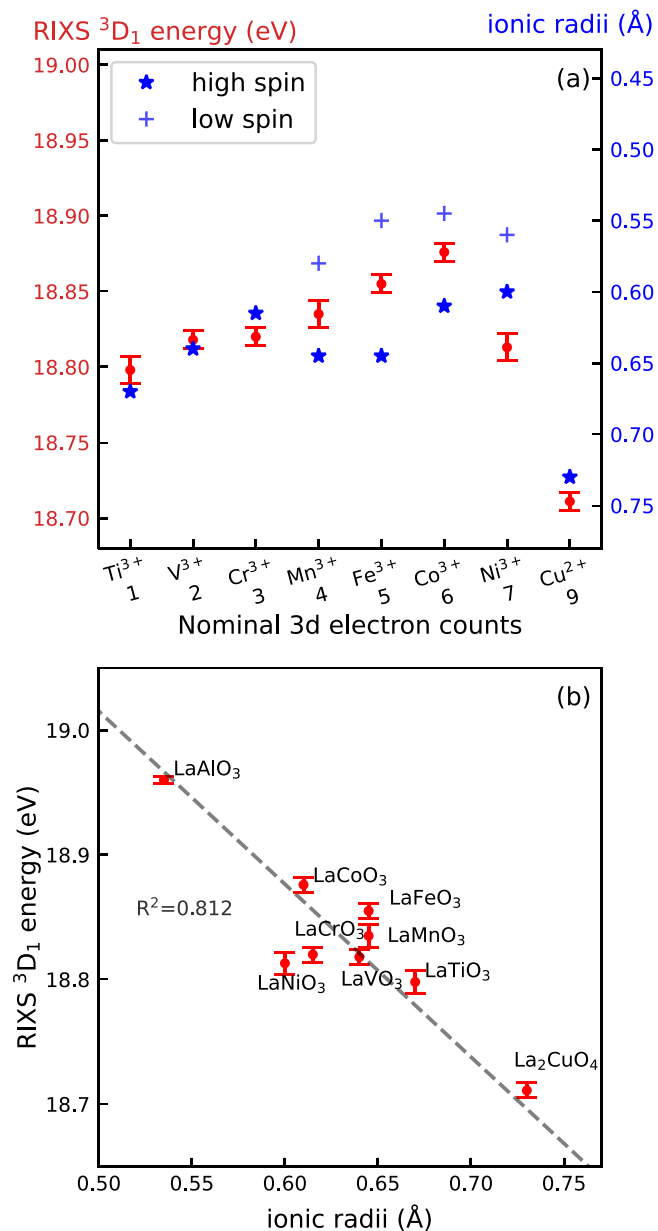 RIXS ³D₁ energy (eV)
ionic radii (Å)
(a)
high spin
low spin
19.00
18.95
18.90
18.85
18.80
18.75
18.70
0.45
0.50
0.55
0.60
0.65
0.70
0.75
Ti³⁺ V³⁺ Cr³⁺ Mn³⁺ Fe³⁺ Co³⁺ Ni³⁺ Cu²⁺
1 2 3 4 5 6 7 9
Nominal 3d electron counts
(b)
RIXS ³D₁ energy (eV)
19.0
18.9
18.8
18.7
LaAlO₃
LaCoO₃
LaFeO₃
R²=0.812
LaCrO₃
LaMnO₃
LaNiO₃
LaVO₃
LaTiO₃
La₂CuO₄
0.50 0.55 0.60 0.65 0.70 0.75
ionic radii (Å)